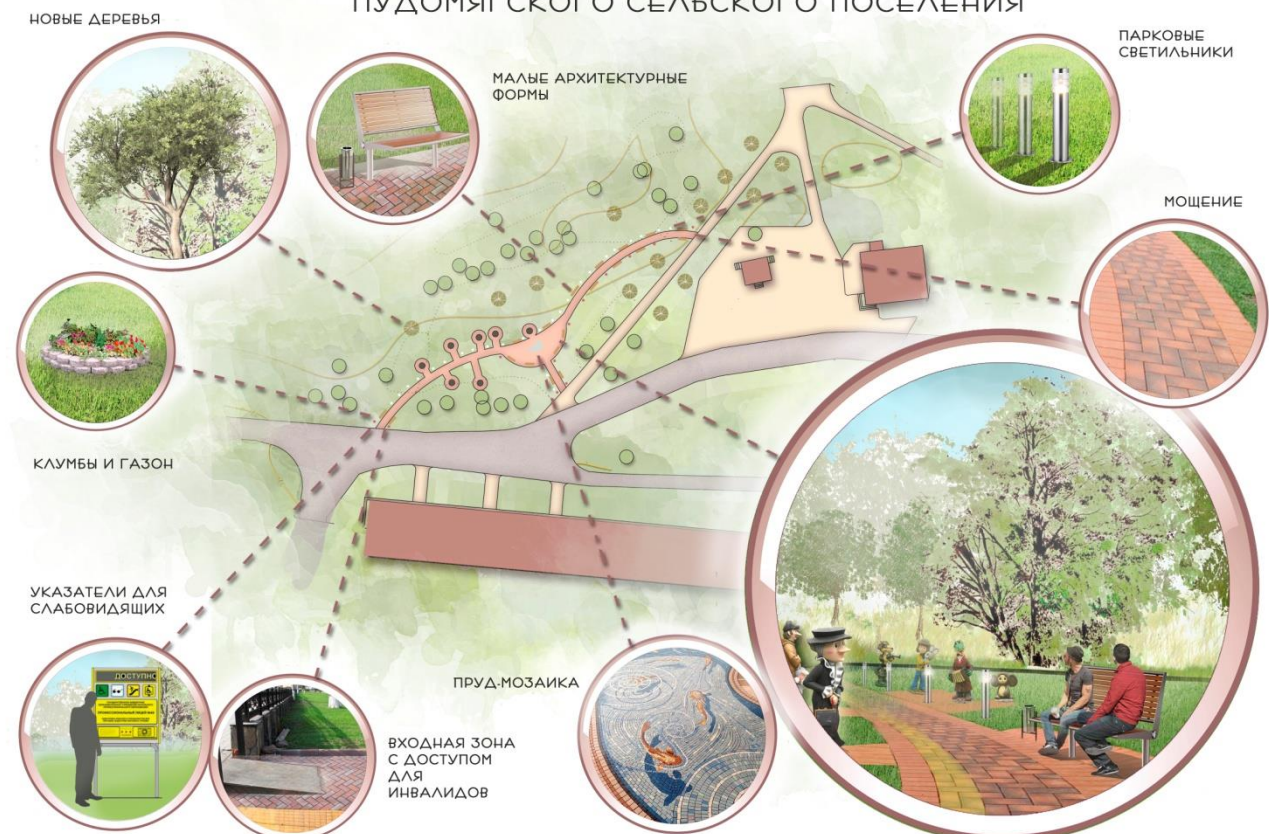 ПУДОМЯГСКОГО СЕЛЬСКОГО ПОСЕЛЕНИЯ
НОВЫЕ ДЕРЕВЬЯ
МАЛЫЕ АРХИТЕКТУРНЫЕ
ФОРМЫ
ПАРКОВЫЕ
СВЕТИЛЬНИКИ
МОЩЕНИЕ
КЛУМБЫ И ГАЗОН
УКАЗАТЕЛИ ДЛЯ
СЛАБОВИДЯЩИХ
ДОСТУПНО
ПРУД-МОЗАИКА
ВХОДНАЯ ЗОНА
С ДОСТУПОМ
ДЛЯ
ИНВАЛИДОВ